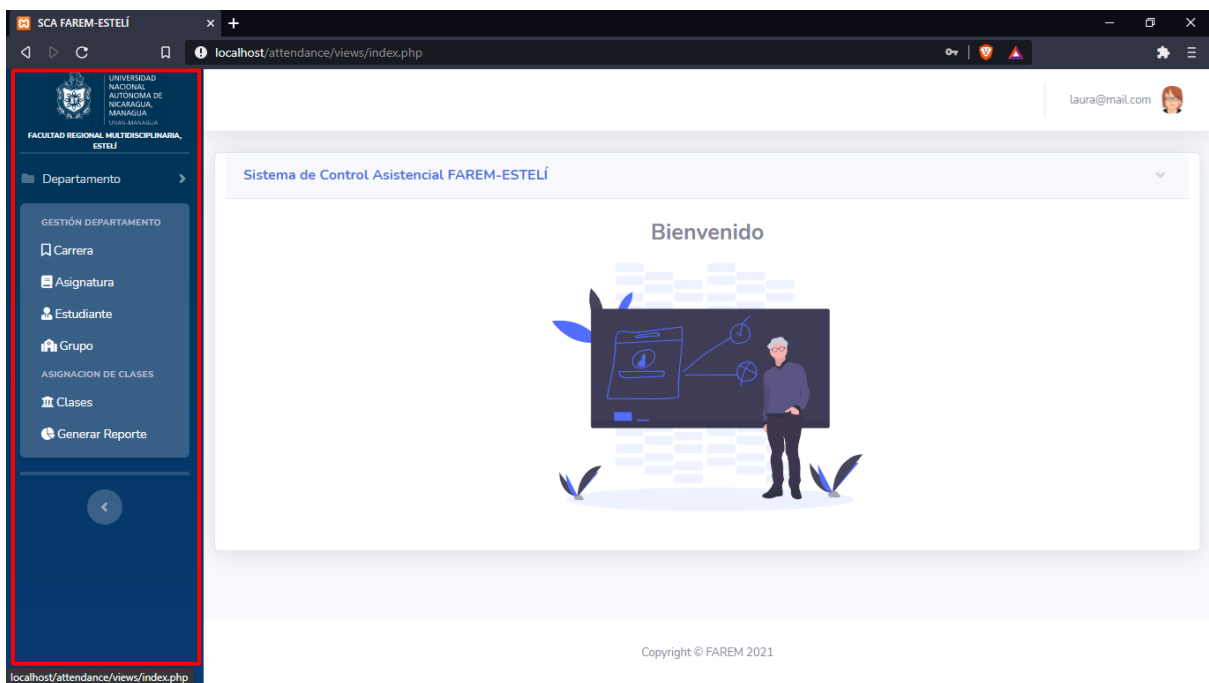 SCA FAREM-ESTELÍ
localhost/attendance/views/index.php
UNIVERSIDAD
NACIONAL
AUTÓNOMA DE
NICARAGUA,
MANAGUA
UNAN-MANAGUA
FACULTAD REGIONAL MULTIDISCIPLINARIA,
ESTELÍ
laura@mail.com
Departamento
GESTIÓN DEPARTAMENTO
Carrera
Asignatura
Estudiante
Grupo
ASIGNACION DE CLASES
Clases
Generar Reporte
Sistema de Control Asistencial FAREM-ESTELÍ
Bienvenido
Copyright © FAREM 2021
localhost/attendance/views/index.php